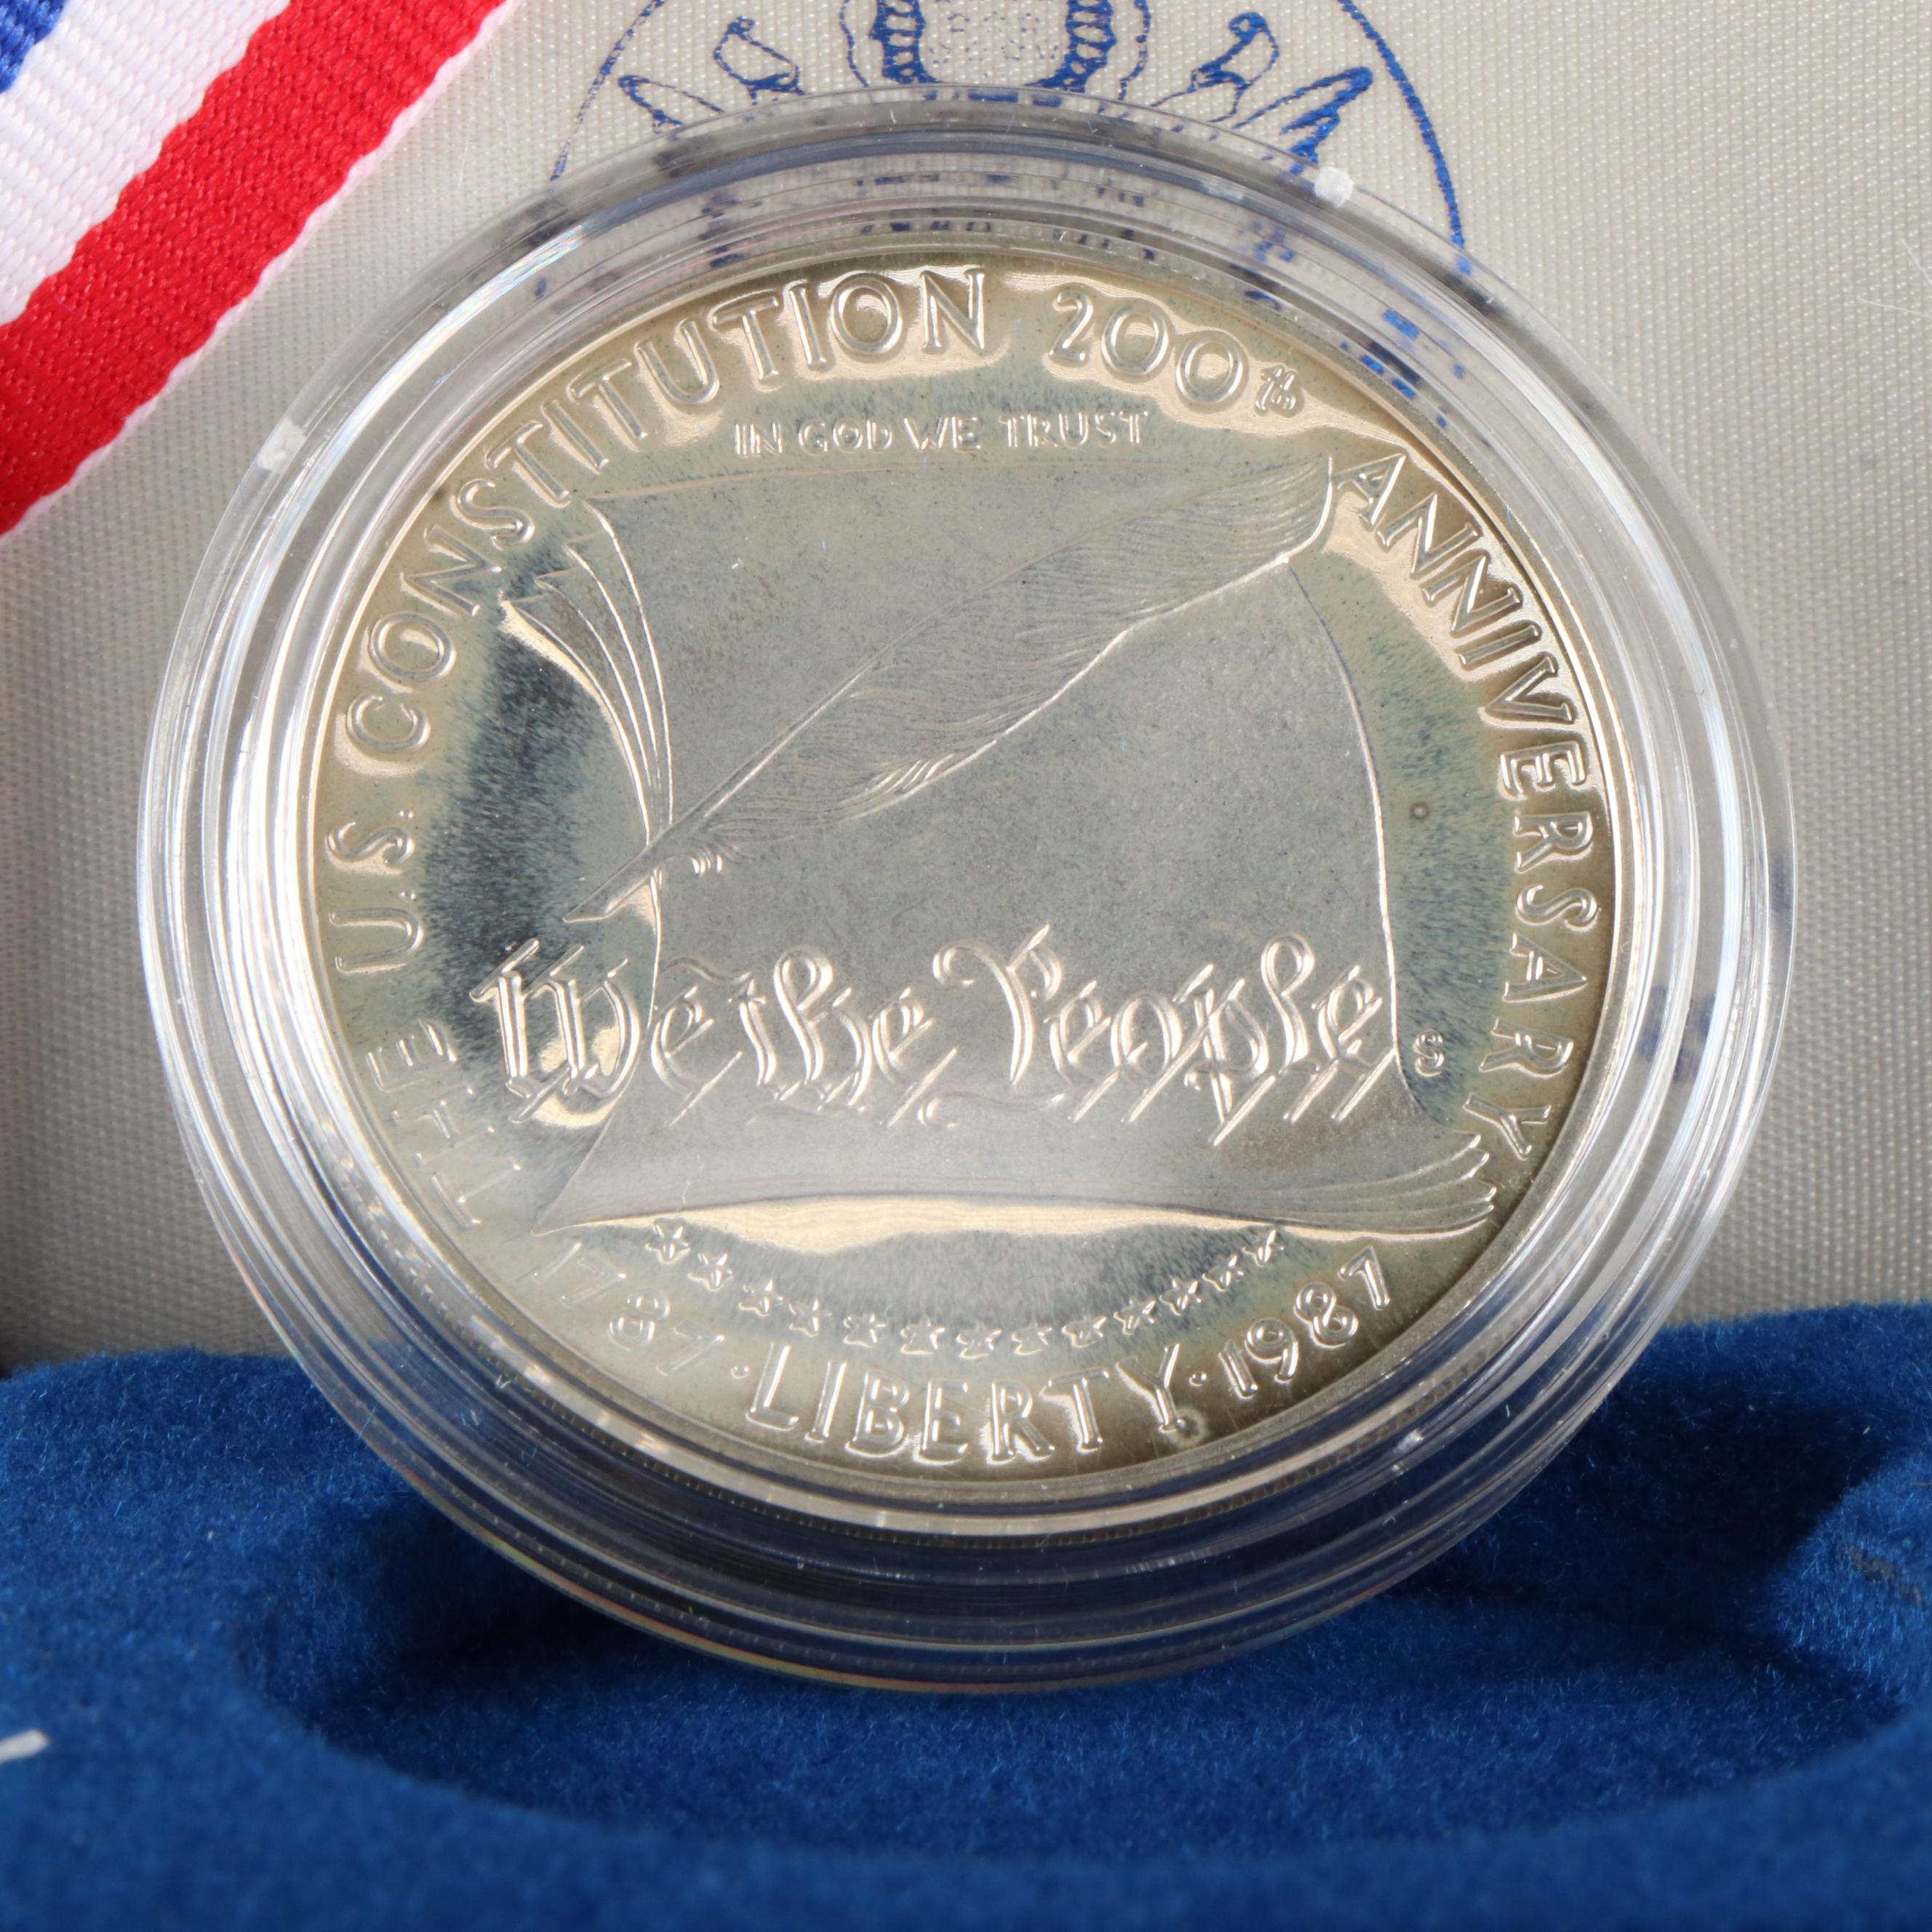 THE U.S. CONSTITUTION 200th ANNIVERSARY
IN GOD WE TRUST
We the People
S
1787 · LIBERTY · 1987